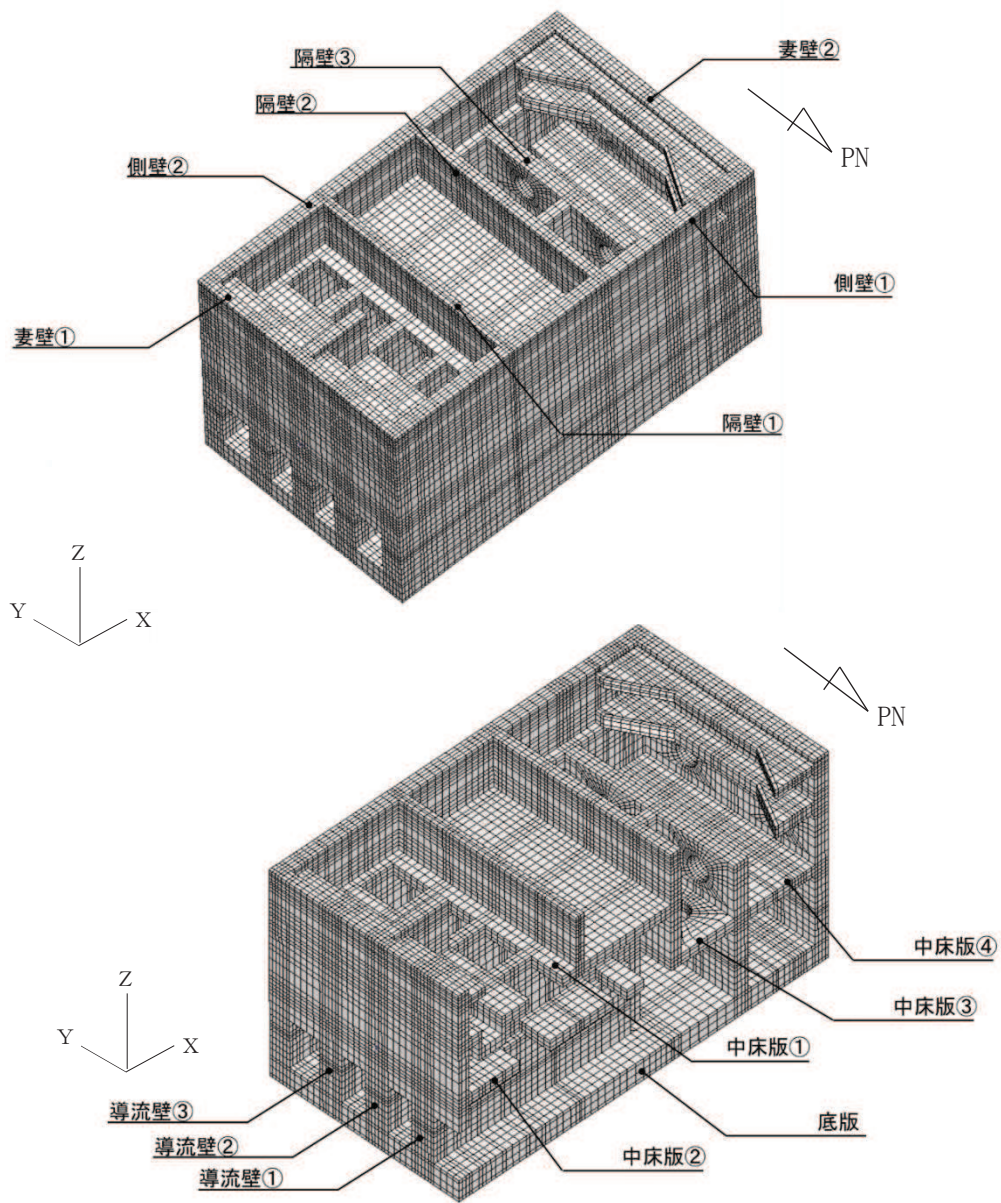 隔壁③
妻壁②
隔壁②
PN
側壁②
側壁①
妻壁①
隔壁①
Z
Y
X
PN
中床版④
Z
中床版③
Y
X
中床版①
導流壁③
底版
導流壁②
中床版②
導流壁①